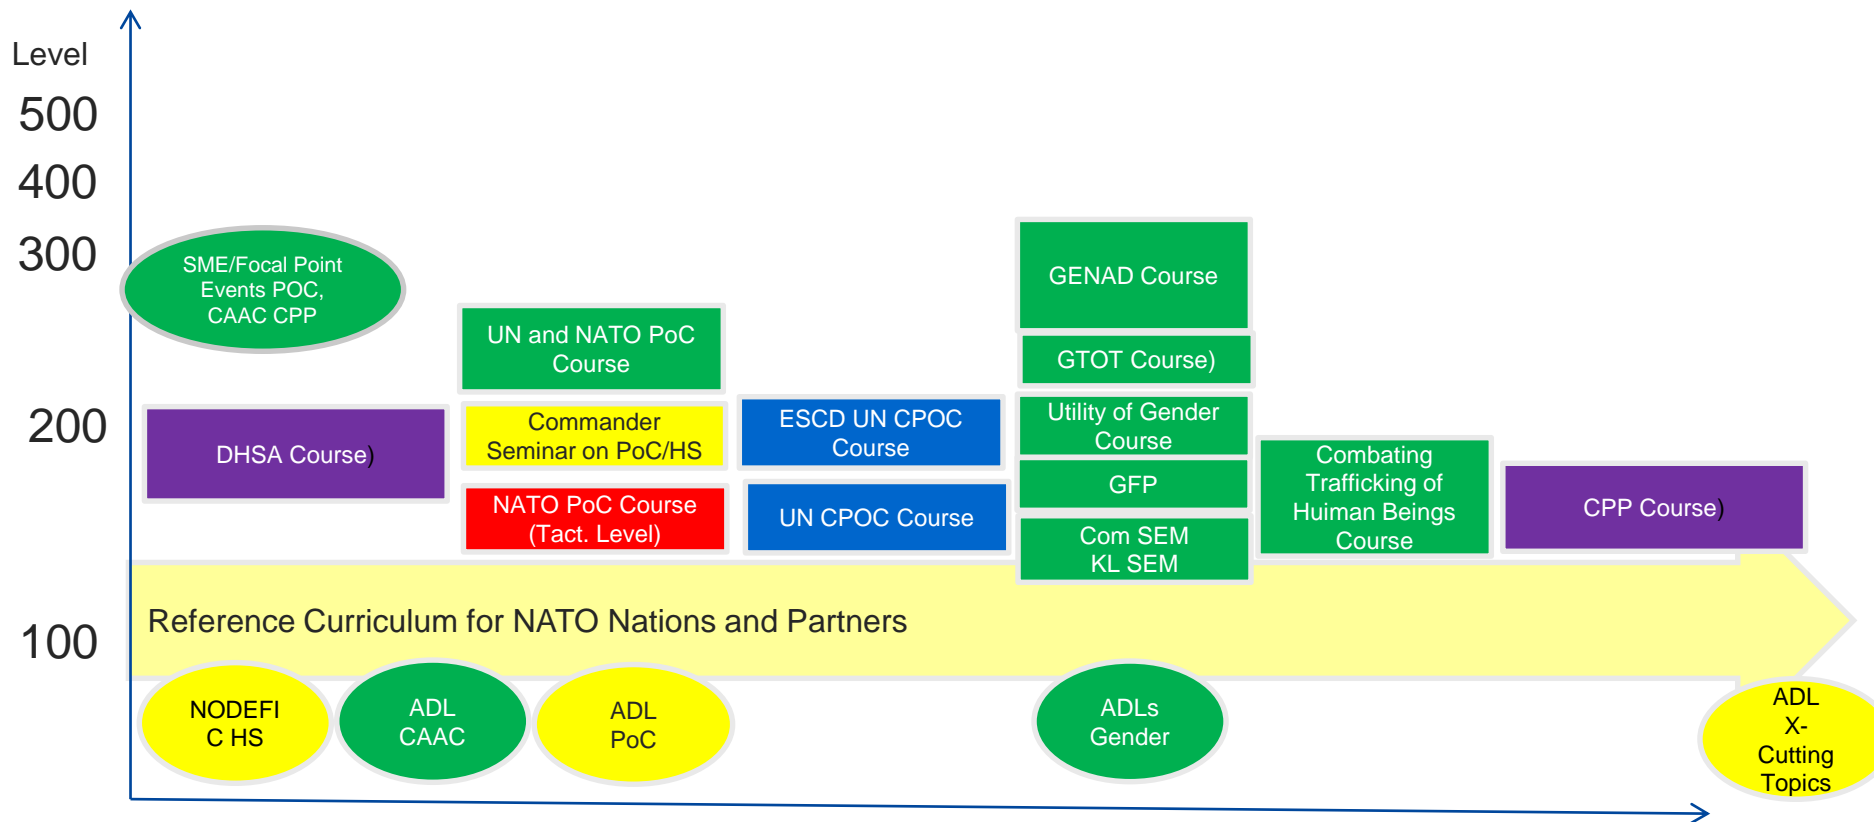 Level
500
400
300
200
100
SME/Focal Point
Events POC,
CAAC CPP
DHSA Course)
UN and NATO PoC
Course
Commander
Seminar on PoC/HS
NATO PoC Course
(Tact. Level)
ESCD UN CPOC
Course
UN CPOC Course
GENAD Course
GTOT Course)
Utility of Gender
Course
GFP
Com SEM
KL SEM
Combating
Trafficking of
Huiman Beings
Course
CPP Course)
Reference Curriculum for NATO Nations and Partners
NODEFI
C HS
ADL
CAAC
ADL
PoC
ADLs
Gender
ADL
X-
Cutting
Topics